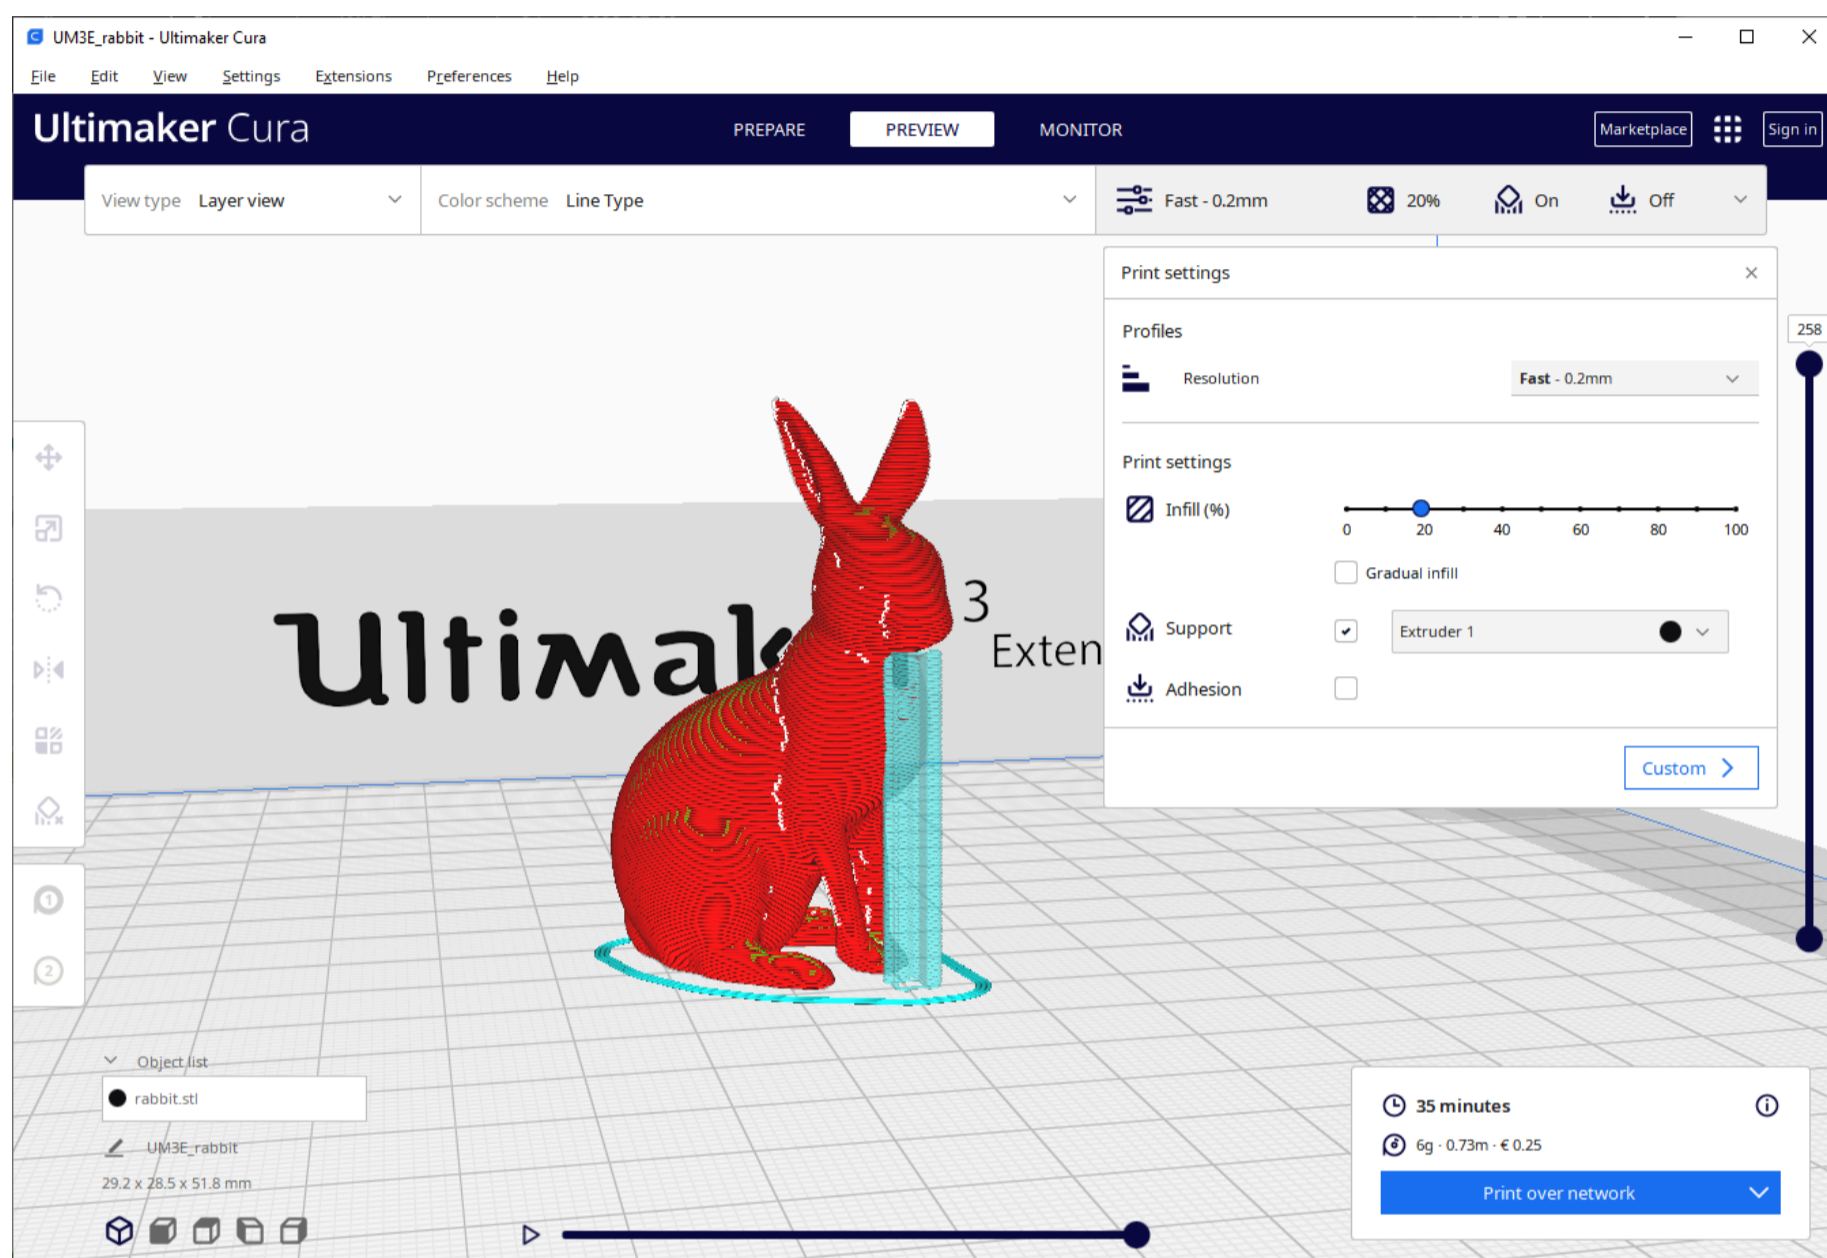 UM3E_rabbit - Ultimaker Cura
File Edit View Settings Extensions Preferences Help
Ultimaker Cura
PREPARE PREVIEW MONITOR
Marketplace Sign in
View type Layer view
Color scheme Line Type
Fast - 0.2mm 20% On Off
Print settings
Profiles
258
Resolution Fast - 0.2mm
Print settings
Infill (%)
0 20 40 60 80 100
Gradual infill
Support Extruder 1
Adhesion
Custom
Ultimak
3
Exten
1
2
Object list
rabbit.stl
UM3E_rabbit
29.2 x 28.5 x 51.8 mm
35 minutes
6g · 0.73m · € 0.25
Print over network